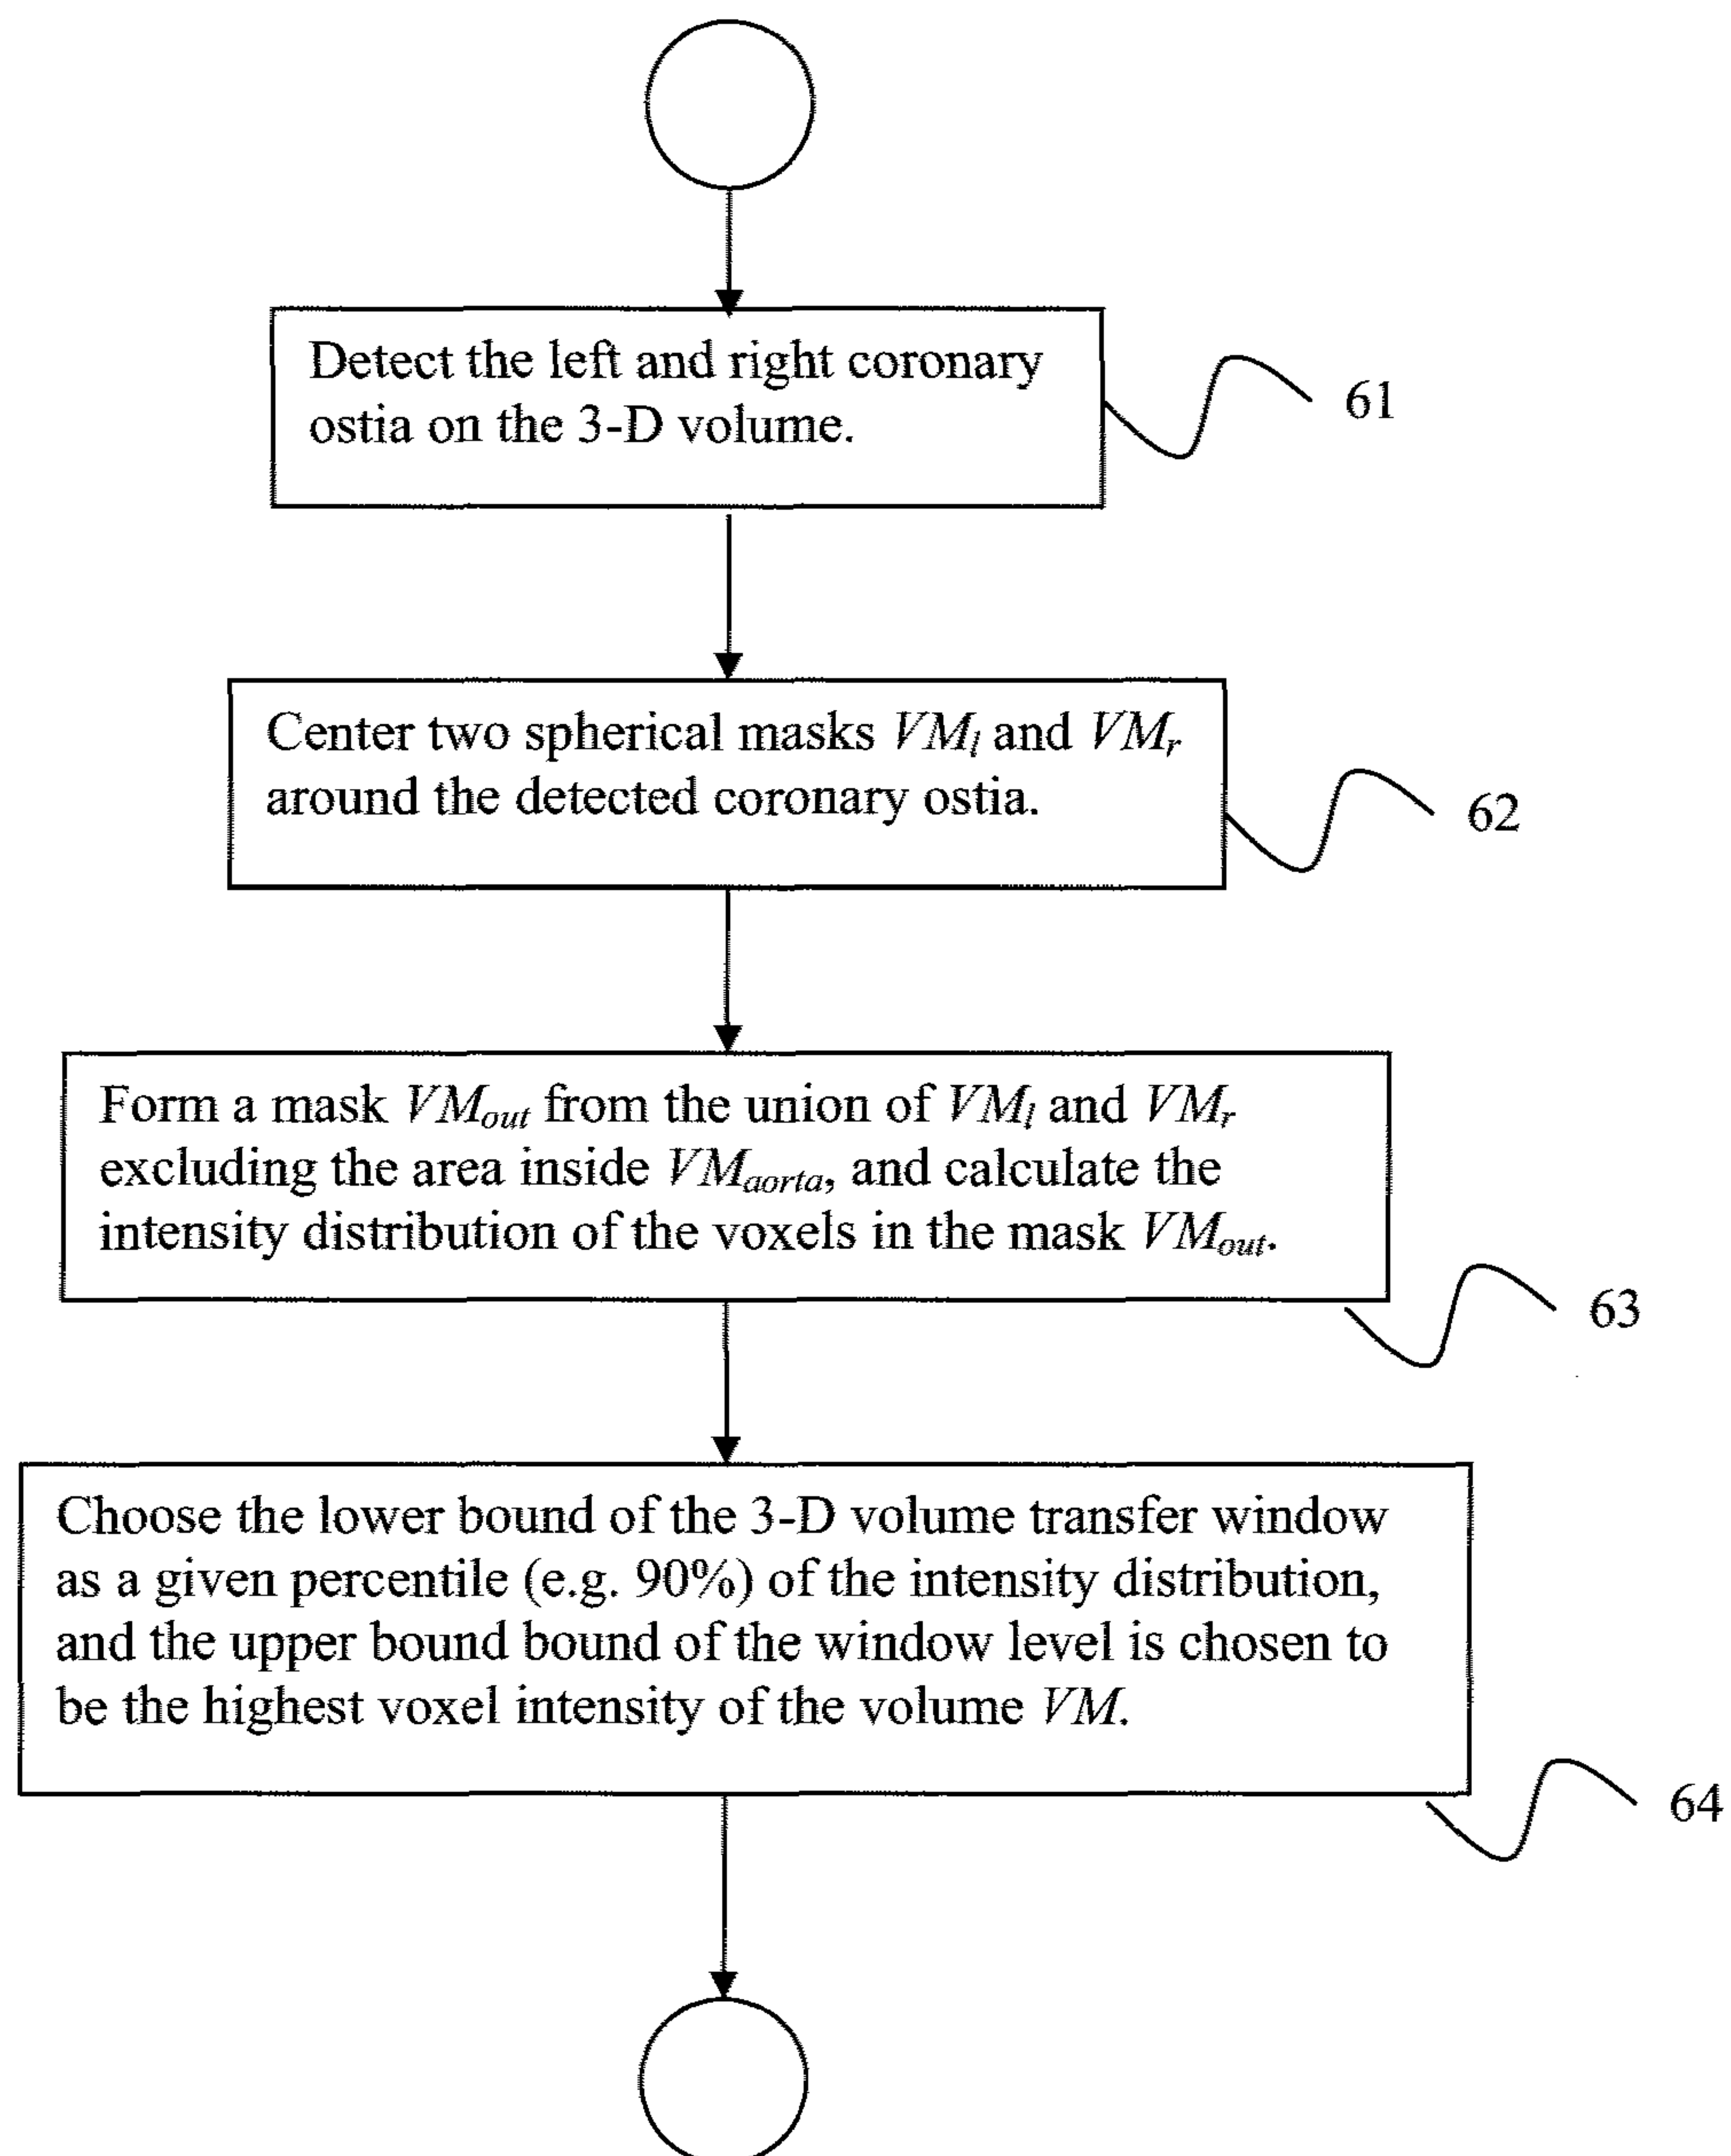 Detect the left and right coronary
ostia on the 3-D volume.
61
Center two spherical masks VMl and VMr
around the detected coronary ostia.
62
Form a mask VMout from the union of VMl and VMr
excluding the area inside VMaorta, and calculate the
intensity distribution of the voxels in the mask VMout.
63
Choose the lower bound of the 3-D volume transfer window
as a given percentile (e.g. 90%) of the intensity distribution,
and the upper bound bound of the window level is chosen to
be the highest voxel intensity of the volume VM.
64